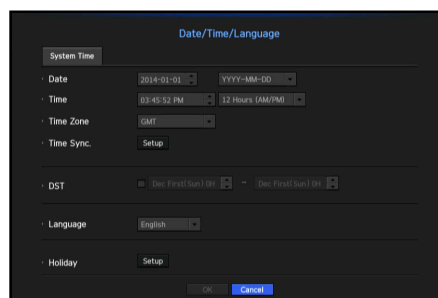 Date/Time/Language
System Time
· Date 2014-01-01 YYYY-MM-DD
· Time 03:45:52 PM 12 Hours (AM/PM)
· Time Zone GMT
· Time Sync. Setup
· DST Dec First(Sun) 0H ~ Dec First(Sun) 0H
· Language English
· Holiday Setup
OK Cancel